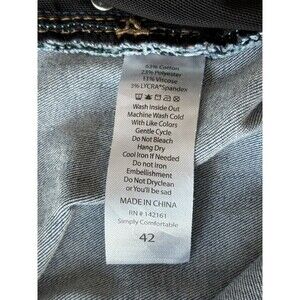 63% Cotton
23% Polyester
11% Viscose
3% LYCRA®Spandex
Wash Inside Out
Machine Wash Cold
With Like Colors
Gentle Cycle
Do Not Bleach
Hang Dry
Cool Iron If Needed
Do not Iron
Embellishment
Do Not Dryclean
or You'll be sad
MADE IN CHINA
RN # 142161
Simply Comfortable
42